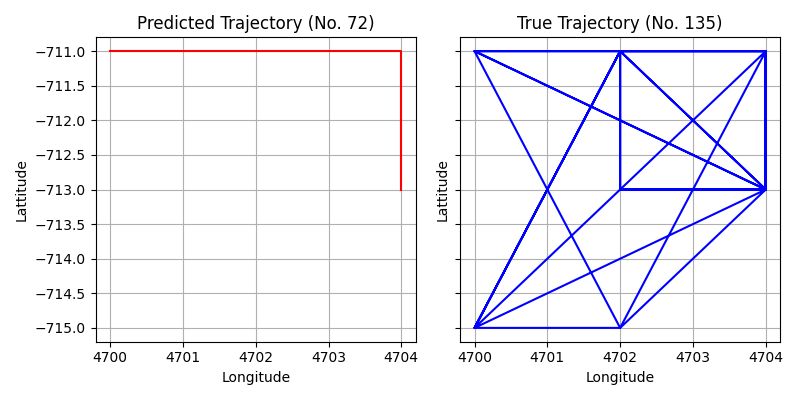 Predicted Trajectory (No. 72)
True Trajectory (No. 135)
Lattitude
−711.0
−711.5
−712.0
−712.5
−713.0
−713.5
−714.0
−714.5
−715.0
4700 4701 4702 4703 4704
Longitude
Lattitude
4700 4701 4702 4703 4704
Longitude